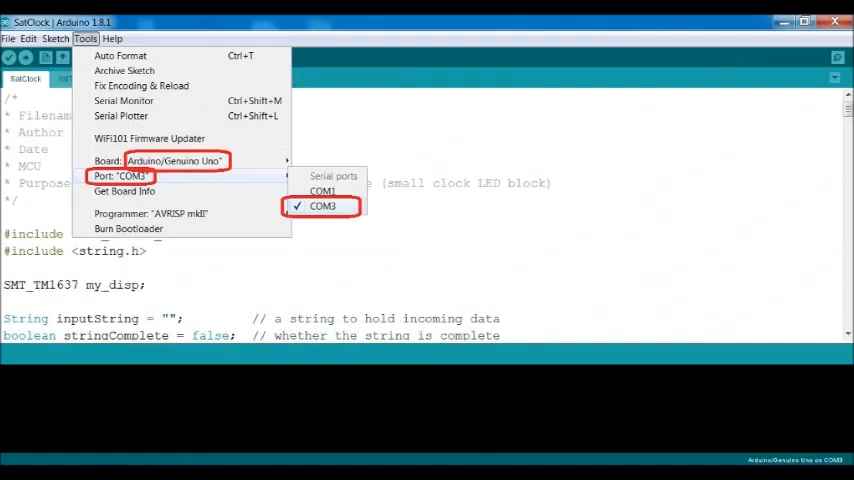 SatClock | Arduino 1.8.1
File Edit Sketch Tools Help
Auto Format Ctrl+T
Archive Sketch
Fix Encoding & Reload
Serial Monitor Ctrl+Shift+M
Serial Plotter Ctrl+Shift+L
WiFi101 Firmware Updater
Board: "Arduino/Genuino Uno"
Port: "COM3"
Get Board Info
Programmer: "AVRISP mkII"
Burn Bootloader
Serial ports
COM1
COM3
SatClock
/*
* Filenam
* Author
* Date
* MCU
* Purpos (small clock LED block)
*/
#include
#include <string.h>
SMT_TM1637 my_disp;
String inputString = ""; // a string to hold incoming data
boolean stringComplete = false; // whether the string is complete
Arduino/Genuino Uno on COM3